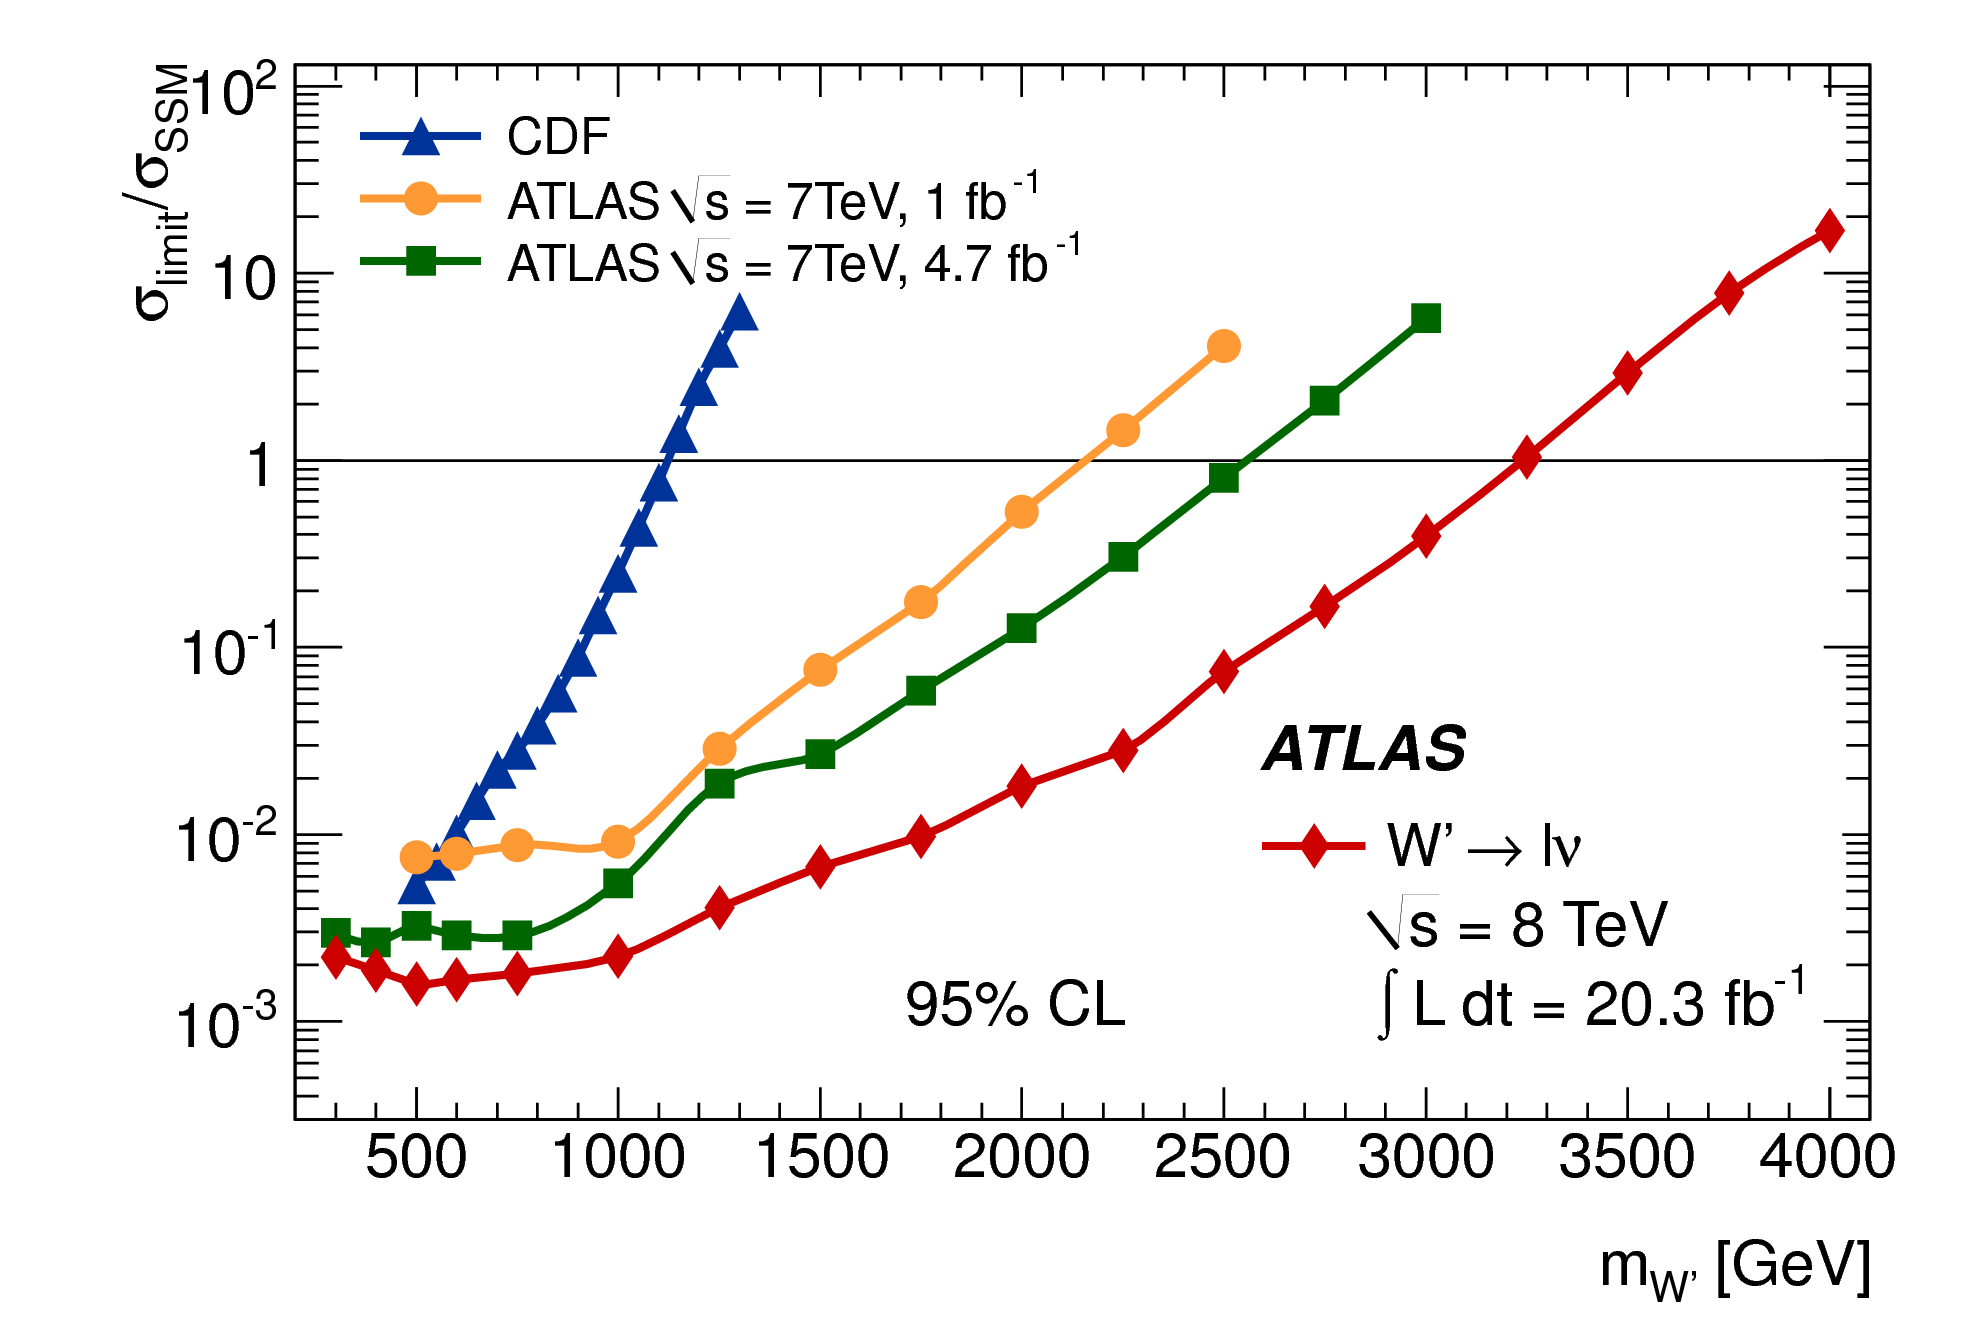 σlimit/σSSM
10²
10
1
10⁻¹
10⁻²
10⁻³
CDF
ATLAS √s = 7TeV, 1 fb⁻¹
ATLAS √s = 7TeV, 4.7 fb⁻¹
ATLAS
W’ → lν
√s = 8 TeV
95% CL
∫ L dt = 20.3 fb⁻¹
500 1000 1500 2000 2500 3000 3500 4000
mW’ [GeV]